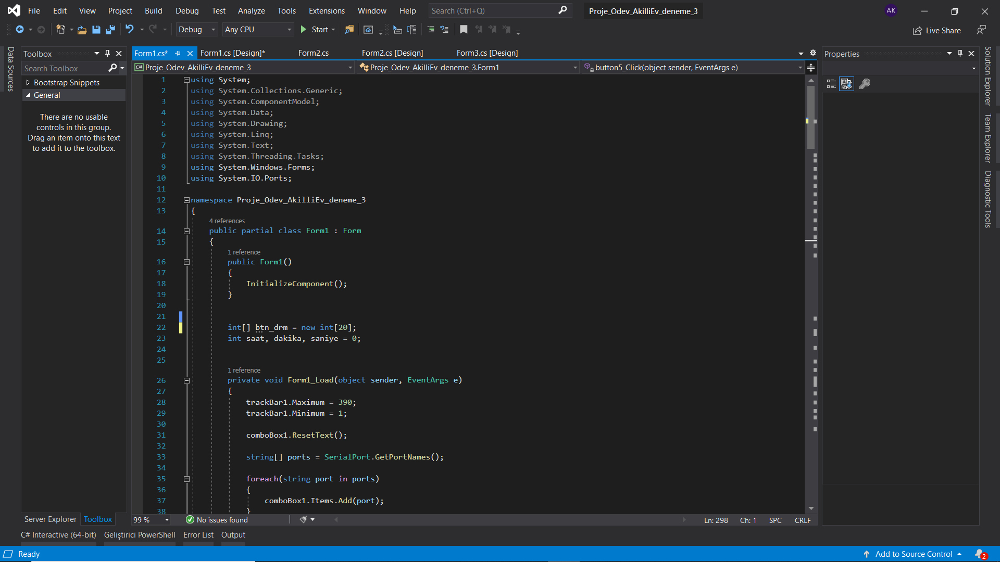 File Edit View Project Build Debug Test Analyze Tools Extensions Window Help Search (Ctrl+Q) Proje_Odev_AkilliEv_deneme_3 AK
Debug Any CPU Start Live Share
Data Sources
Toolbox
Search Toolbox
Bootstrap Snippets
General
There are no usable
controls in this group.
Drag an item onto this text
to add it to the toolbox.
Server Explorer Toolbox
Form1.cs* Form1.cs [Design]* Form2.cs Form2.cs [Design] Form3.cs [Design]
C# Proje_Odev_AkilliEv_deneme_3 Proje_Odev_AkilliEv_deneme_3.Form1 button5_Click(object sender, EventArgs e)
1 using System;
2 using System.Collections.Generic;
3 using System.ComponentModel;
4 using System.Data;
5 using System.Drawing;
6 using System.Linq;
7 using System.Text;
8 using System.Threading.Tasks;
9 using System.Windows.Forms;
10 using System.IO.Ports;
11
12 namespace Proje_Odev_AkilliEv_deneme_3
13 {
4 references
14 public partial class Form1 : Form
15 {
1 reference
16 public Form1()
17 {
18 InitializeComponent();
19 }
20
21
22 int[] btn_drm = new int[20];
23 int saat, dakika, saniye = 0;
24
25
1 reference
26 private void Form1_Load(object sender, EventArgs e)
27 {
28 trackBar1.Maximum = 390;
29 trackBar1.Minimum = 1;
30
31 comboBox1.ResetText();
32
33 string[] ports = SerialPort.GetPortNames();
34
35 foreach(string port in ports)
36 {
37 comboBox1.Items.Add(port);
38 }
99 % No issues found Ln: 298 Ch: 1 SPC CRLF
Properties
Solution Explorer
Team Explorer
Diagnostic Tools
C# Interactive (64-bit) Geliştirici PowerShell Error List Output
Ready Add to Source Control 2